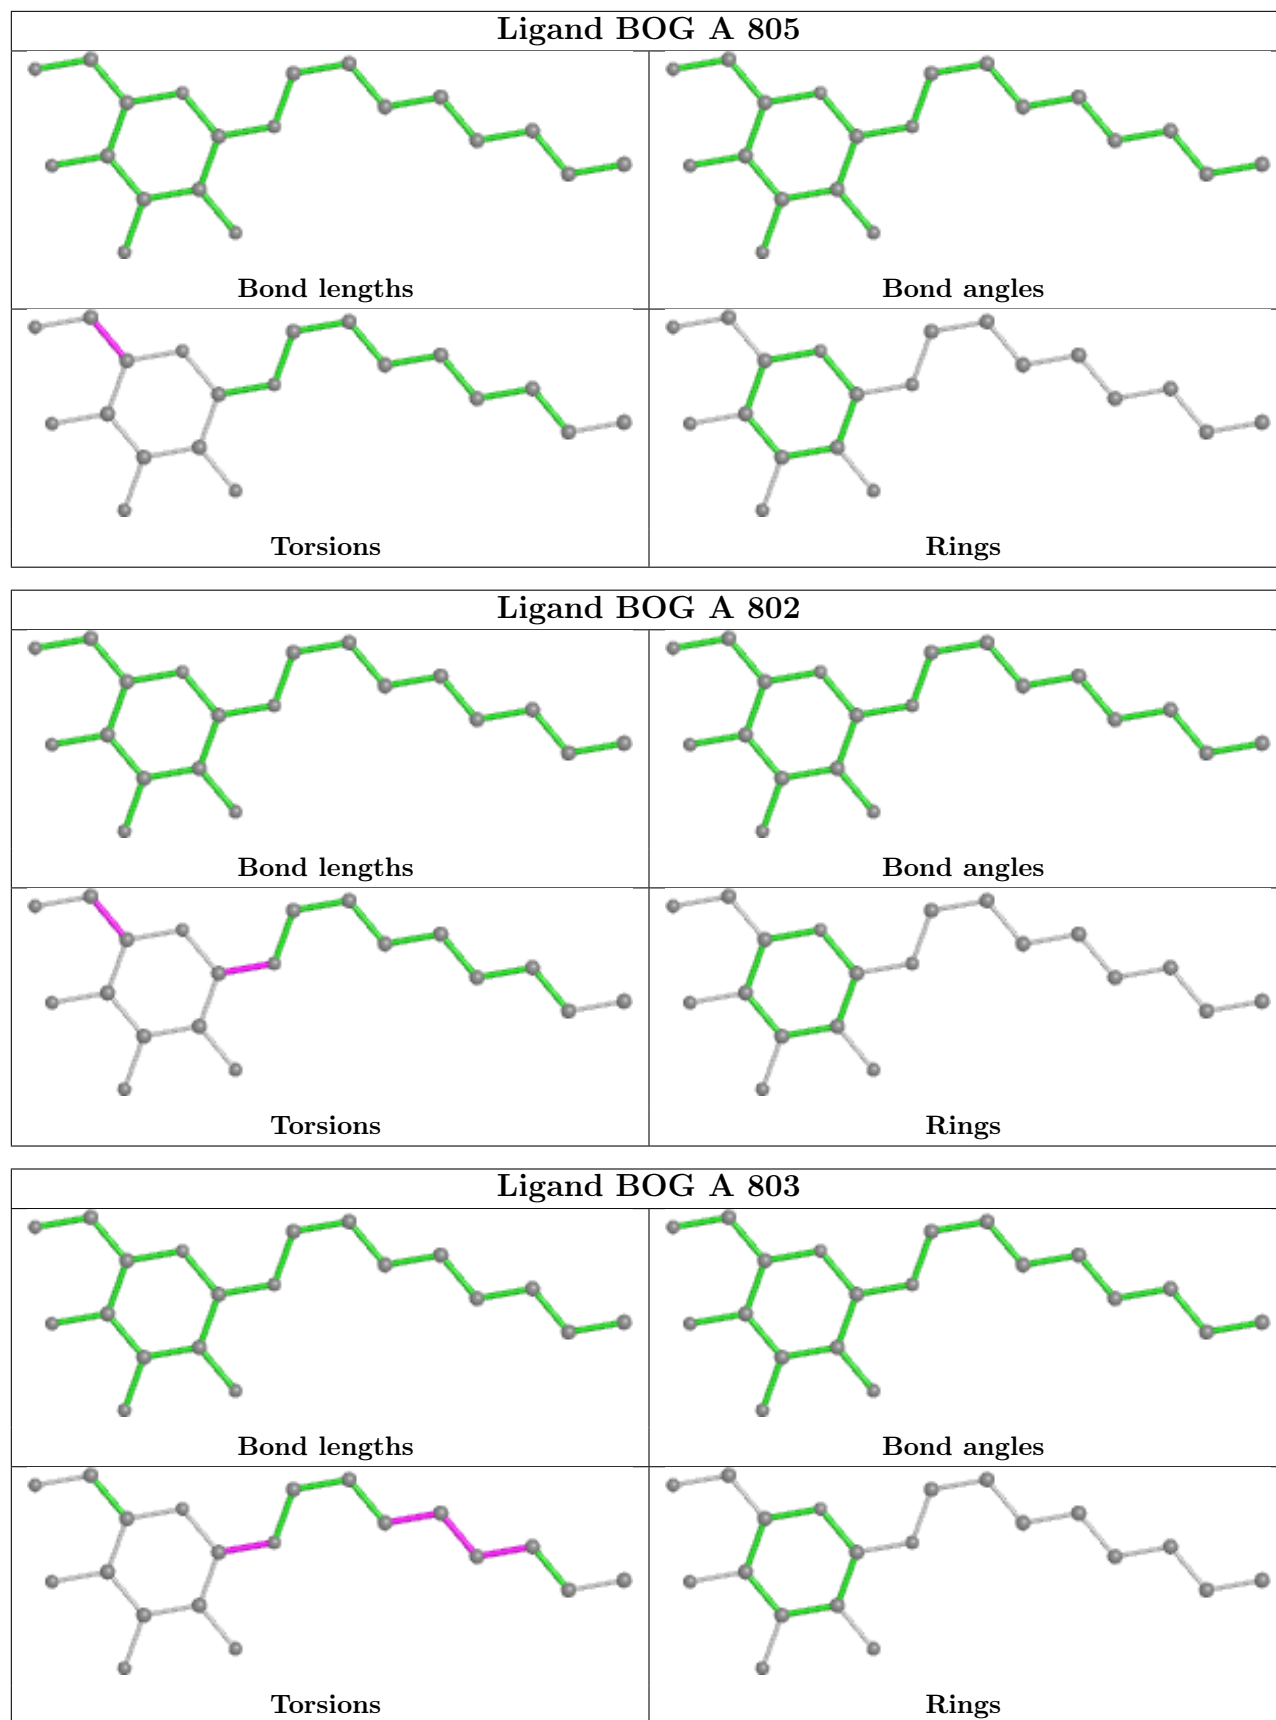 Ligand BOG A 805
Bond lengths
Bond angles
Torsions
Rings
Ligand BOG A 802
Bond lengths
Bond angles
Torsions
Rings
Ligand BOG A 803
Bond lengths
Bond angles
Torsions
Rings